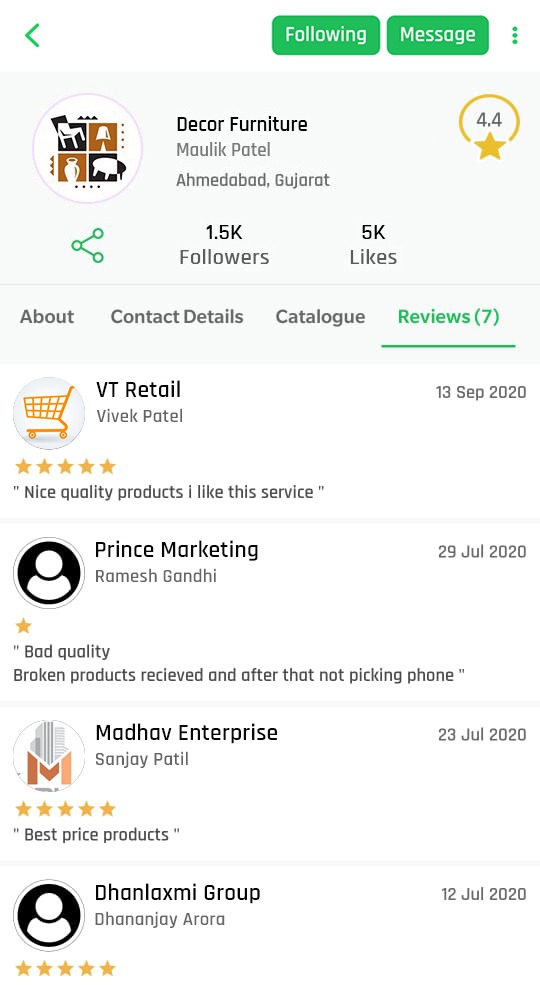 Following Message
Decor Furniture
Maulik Patel
Ahmedabad, Gujarat
4.4
1.5K
Followers
5K
Likes
About Contact Details Catalogue Reviews (7)
VT Retail 13 Sep 2020
Vivek Patel
" Nice quality products i like this service "
Prince Marketing 29 Jul 2020
Ramesh Gandhi
" Bad quality
Broken products recieved and after that not picking phone "
Madhav Enterprise 23 Jul 2020
Sanjay Patil
" Best price products "
Dhanlaxmi Group 12 Jul 2020
Dhananjay Arora